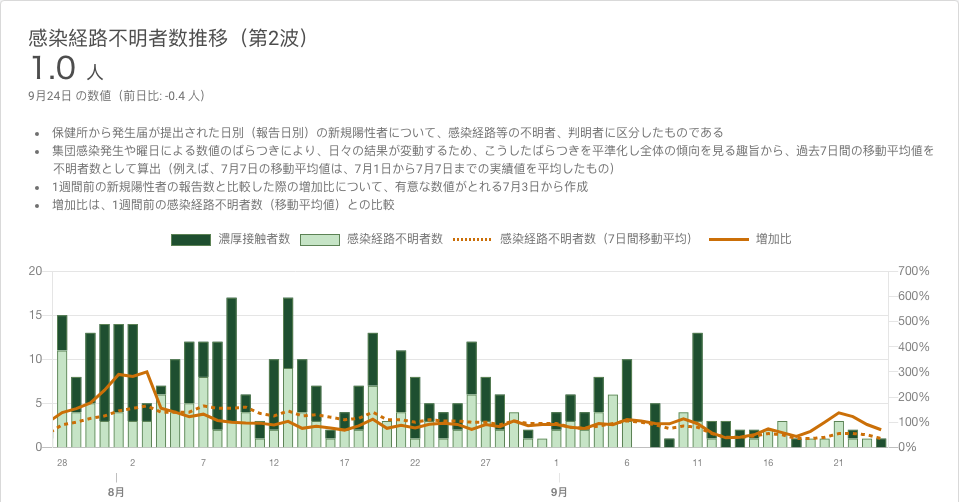 感染経路不明者数推移（第2波）
1.0 人
9月24日 の数値（前日比: -0.4 人）
• 保健所から発生届が提出された日別（報告日別）の新規陽性者について、感染経路等の不明者、判明者に区分したものである
• 集団感染発生や曜日による数値のばらつきにより、日々の結果が変動するため、こうしたばらつきを平準化し全体の傾向を見る趣旨から、過去7日間の移動平均値を
不明者数として算出（例えば、7月7日の移動平均値は、7月1日から7月7日までの実績値を平均したもの）
• 1週間前の新規陽性者の報告数と比較した際の増加比について、有意な数値がとれる7月3日から作成
• 増加比は、1週間前の感染経路不明者数（移動平均値）との比較
濃厚接触者数 感染経路不明者数 感染経路不明者数（7日間移動平均） 増加比
20 700%
600%
15 500%
400%
10 300%
5 200%
100%
0 0%
28 2 7 12 17 22 27 1 6 11 16 21
8月 9月